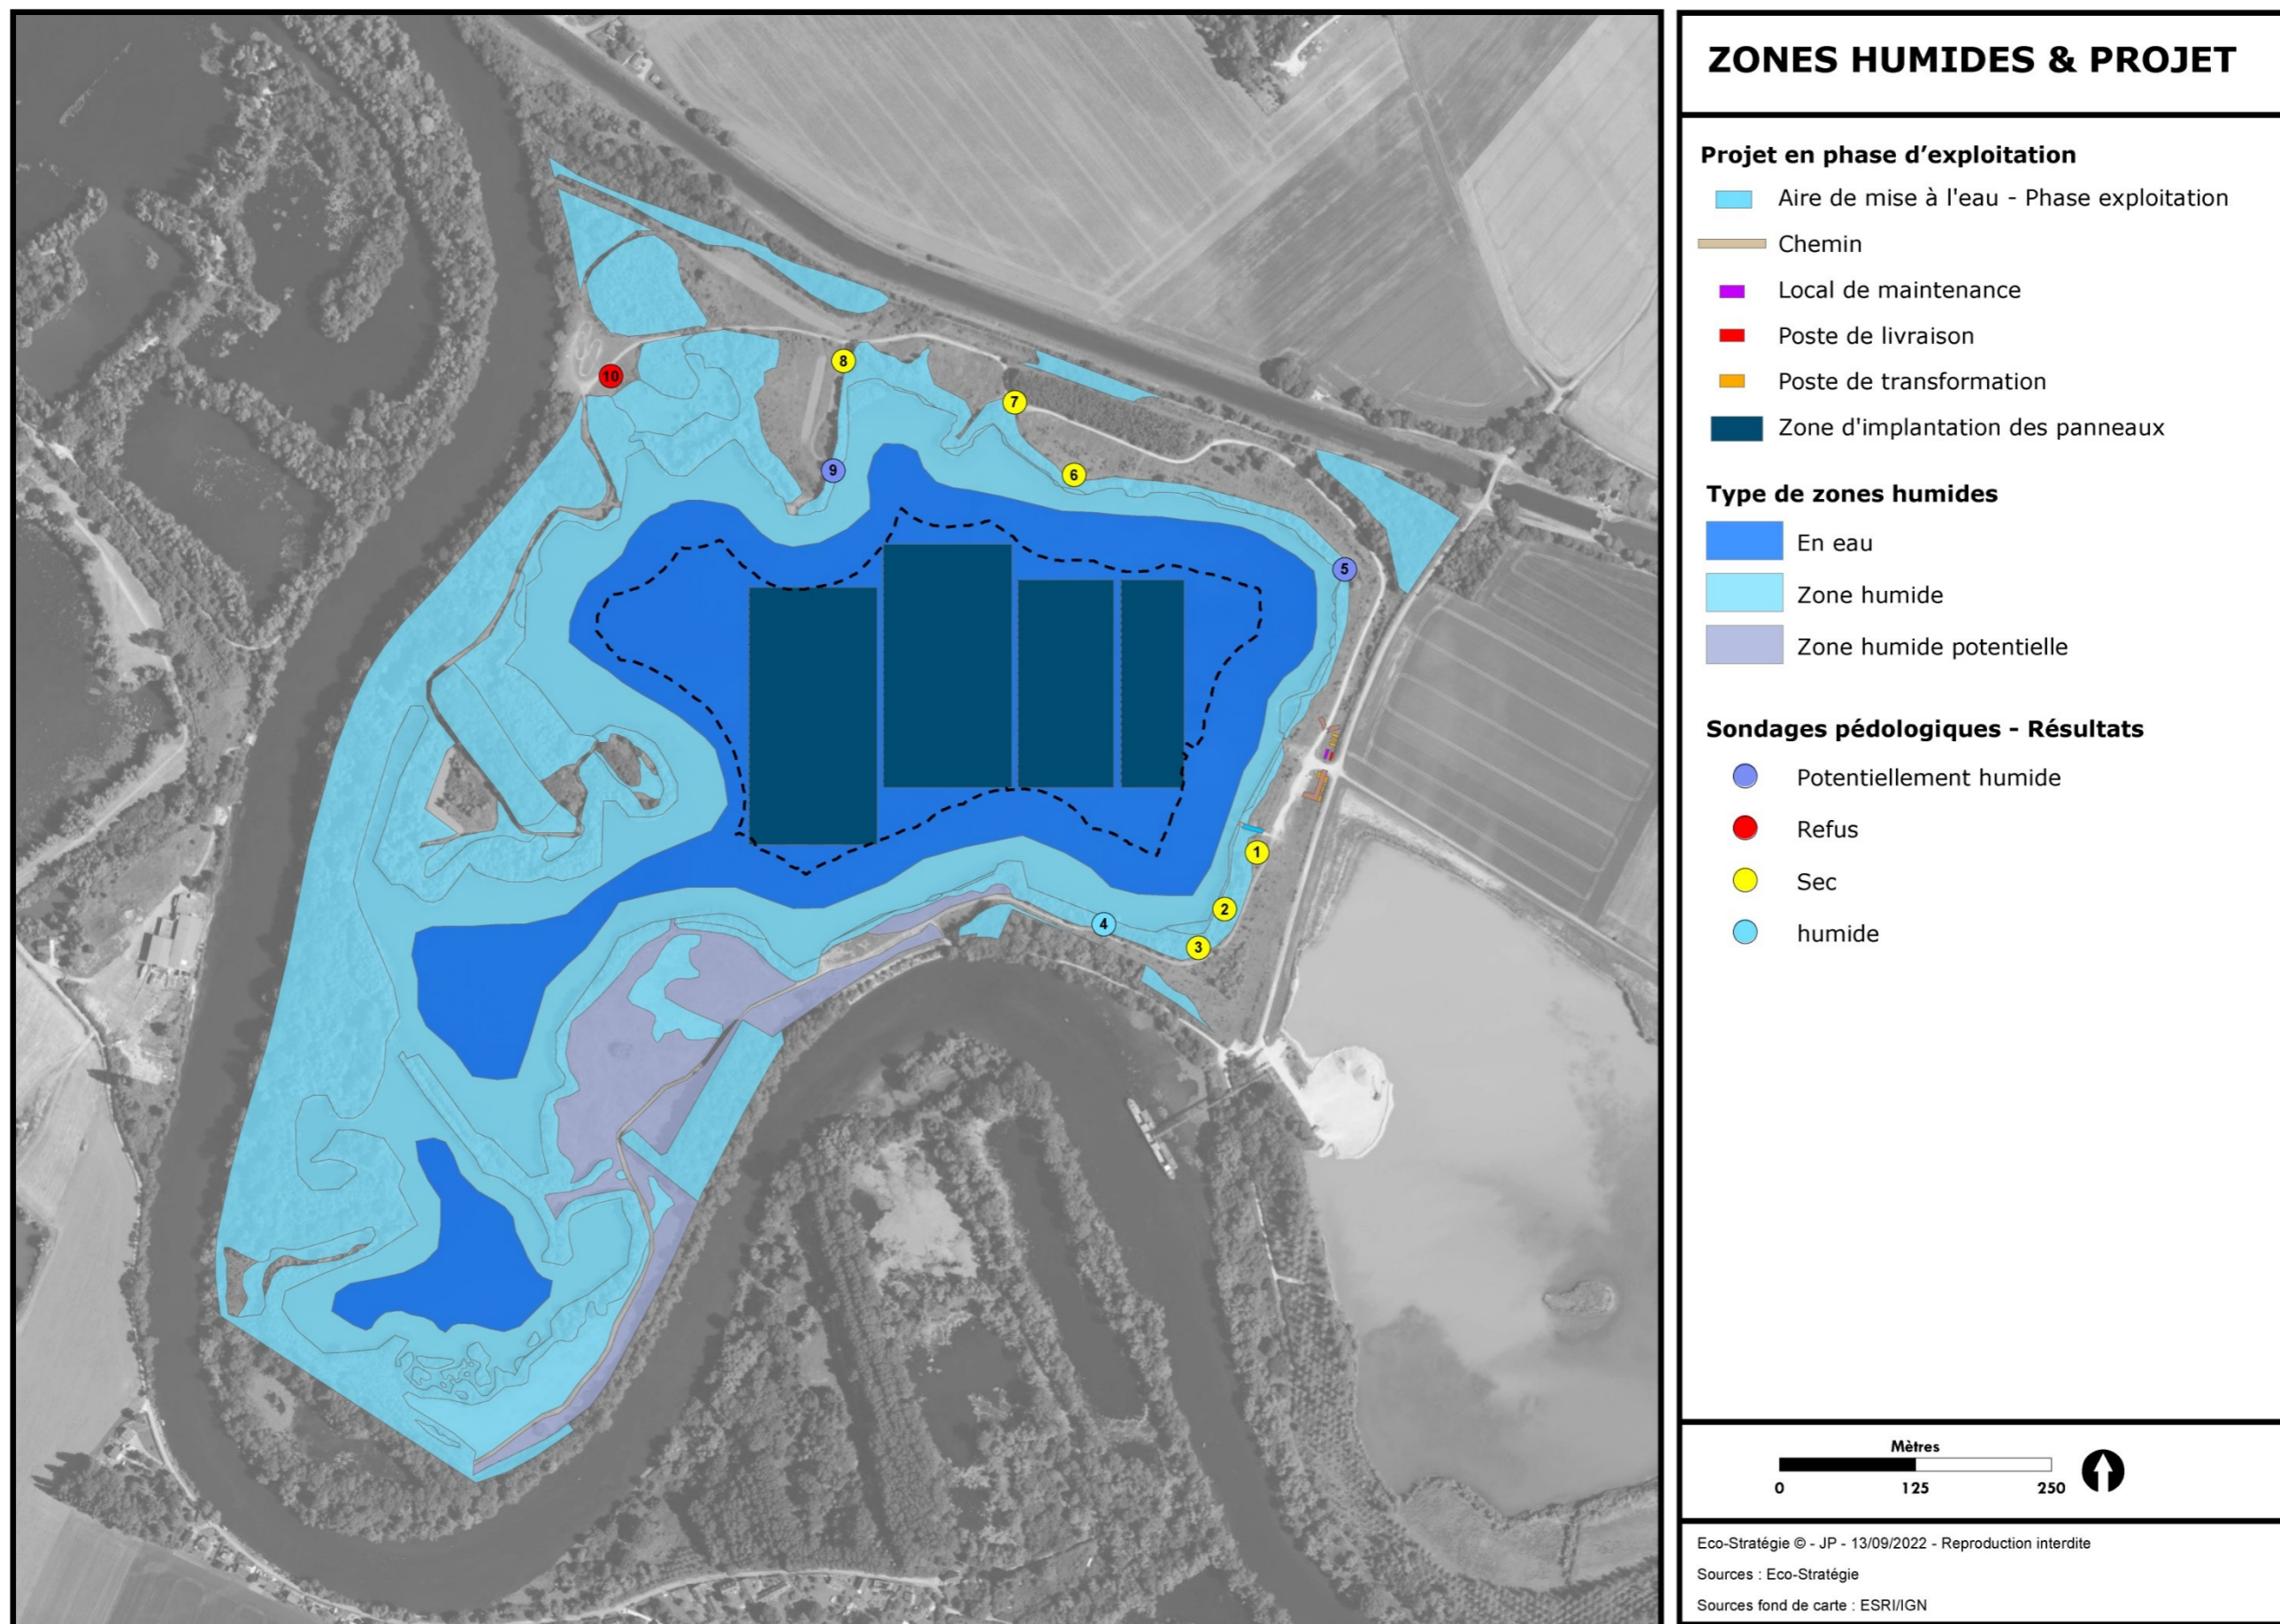 ZONES HUMIDES & PROJET
Projet en phase d’exploitation
Aire de mise à l'eau - Phase exploitation
Chemin
Local de maintenance
Poste de livraison
Poste de transformation
Zone d'implantation des panneaux
Type de zones humides
En eau
Zone humide
Zone humide potentielle
Sondages pédologiques - Résultats
Potentiellement humide
Refus
Sec
humide
Mètres
0 125 250
Eco-Stratégie © - JP - 13/09/2022 - Reproduction interdite
Sources : Eco-Stratégie
Sources fond de carte : ESRI/IGN
8
10
7
9
6
5
1
2
4
3